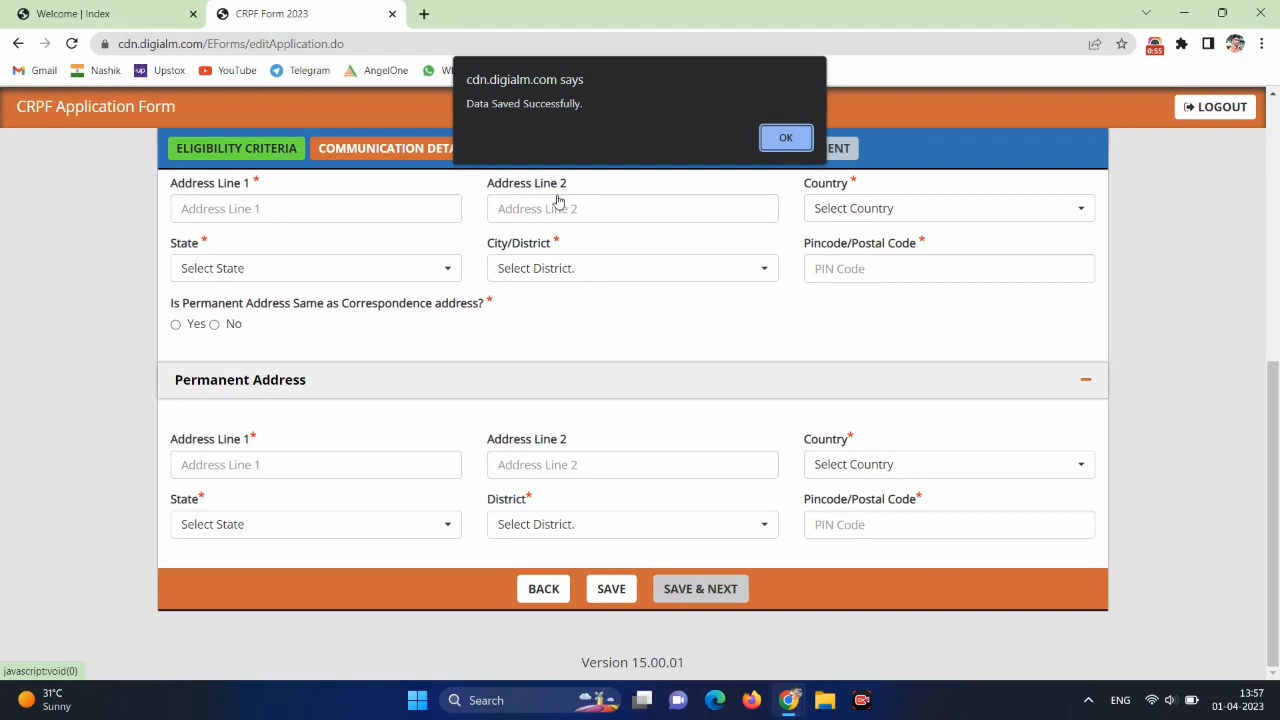 Welcome | Index
CRPF Form 2023
cdn.digialm.com/EForms/editApplication.do
0:55
Gmail
Nashik
up
Upstox
YouTube
Telegram
AngelOne
cdn.digialm.com says
Data Saved Successfully.
OK
CRPF Application Form
LOGOUT
ELIGIBILITY CRITERIA
COMMUNICATION DETA
ENT
Address Line 1 *
Address Line 2
Country *
Address Line 1
Address Line 2
Select Country
State *
City/District *
Pincode/Postal Code *
Select State
Select District.
PIN Code
Is Permanent Address Same as Correspondence address? *
Yes
No
Permanent Address
Address Line 1*
Address Line 2
Country*
Address Line 1
Address Line 2
Select Country
State*
District*
Pincode/Postal Code*
Select State
Select District.
PIN Code
BACK
SAVE
SAVE & NEXT
Version 15.00.01
javascript:void(0)
31°C
Sunny
Search
ENG
13:57
01-04-2023